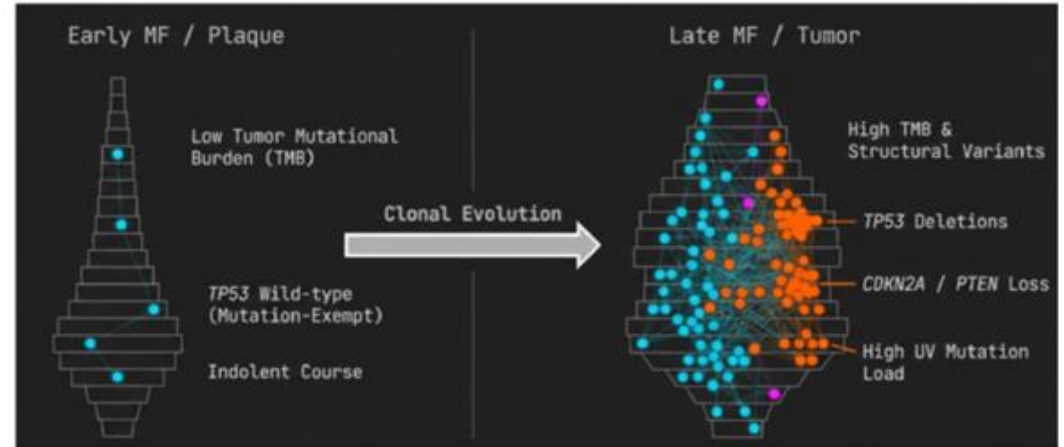 Early MF / Plaque
Low Tumor Mutational
Burden (TMB)
TP53 Wild-type
(Mutation-Exempt)
Indolent Course
Clonal Evolution
Late MF / Tumor
High TMB &
Structural Variants
TP53 Deletions
CDKN2A / PTEN Loss
High UV Mutation
Load